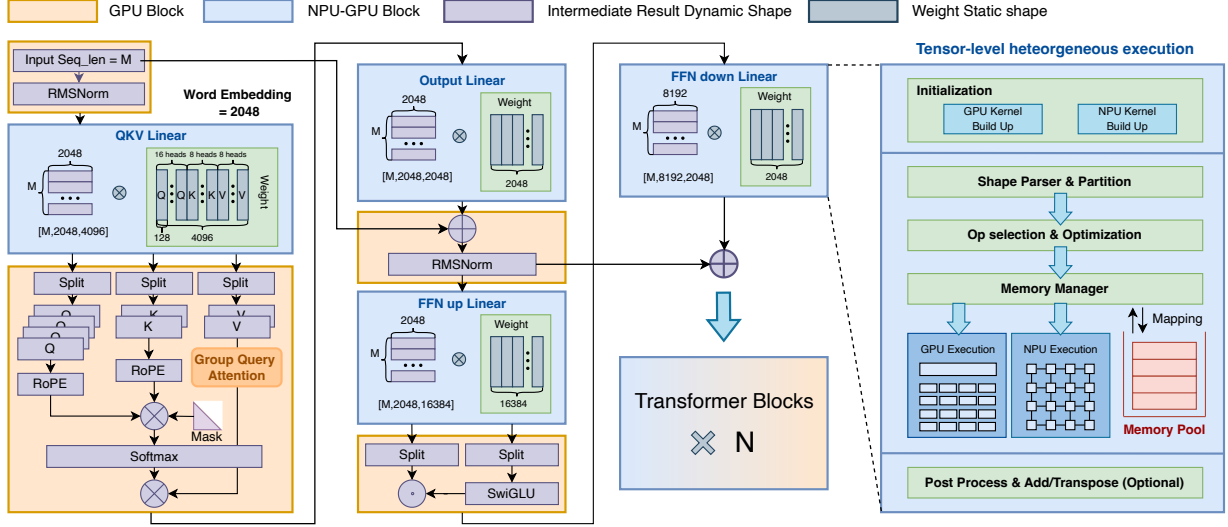 GPU Block
NPU-GPU Block
Intermediate Result Dynamic Shape
Weight Static shape
Input Seq_len = M
RMSNorm
Word Embedding
= 2048
QKV Linear
2048
M
[M,2048,4096]
16 heads 8 heads 8 heads
Q
Q
K
K
V
V
Weight
128
4096
Split
Split
Split
Q
Q
Q
Q
K
K
V
V
RoPE
RoPE
Group Query
Attention
Mask
Softmax
Output Linear
2048
M
[M,2048,2048]
Weight
2048
RMSNorm
FFN up Linear
2048
M
[M,2048,16384]
Weight
16384
Split
Split
SwiGLU
FFN down Linear
8192
M
[M,8192,2048]
Weight
2048
Transformer Blocks
N
Tensor-level heteorgeneous execution
Initialization
GPU Kernel
Build Up
NPU Kernel
Build Up
Shape Parser & Partition
Op selection & Optimization
Memory Manager
Mapping
GPU Execution
NPU Execution
Memory Pool
Post Process & Add/Transpose (Optional)